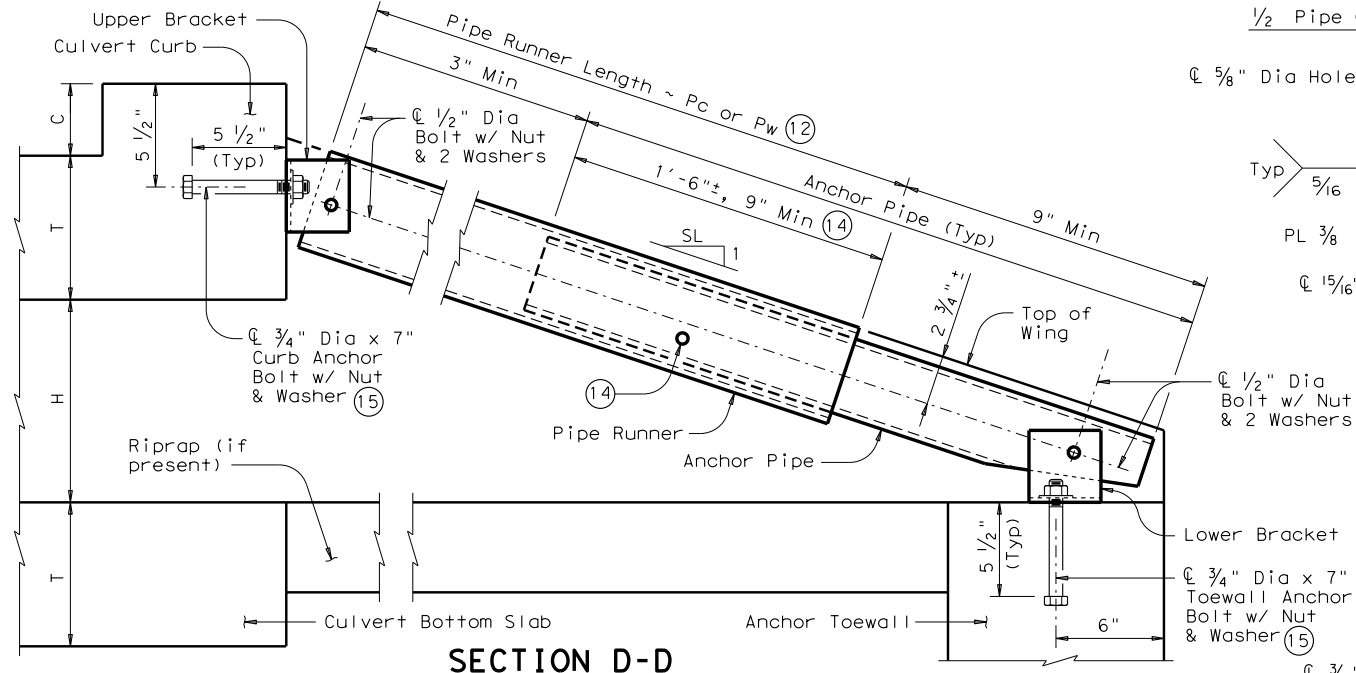 Upper Bracket
Culvert Curb
Pipe Runner Length ~ Pc or Pw 12
3" Min
℄ 1/2" Dia
Bolt w/ Nut
& 2 Washers
C
5 1/2"
5 1/2"
(Typ)
T
1'-6"±, 9" Min 14
Anchor Pipe (Typ)
9" Min
SL
1
2 3/4" ±
Top of
Wing
1/2 Pipe
℄ 5/8" Dia Hole
Typ
5/16
PL 3/8
℄ 15/16"
℄ 3/4" Dia x 7"
Curb Anchor
Bolt w/ Nut
& Washer 15
14
H
℄ 1/2" Dia
Bolt w/ Nut
& 2 Washers
Pipe Runner
Anchor Pipe
Riprap (if
present)
5 1/2"
(Typ)
Lower Bracket
T
℄ 3/4" Dia x 7"
Toewall Anchor
Bolt w/ Nut
& Washer 15
Culvert Bottom Slab
Anchor Toewall
6"
SECTION D-D